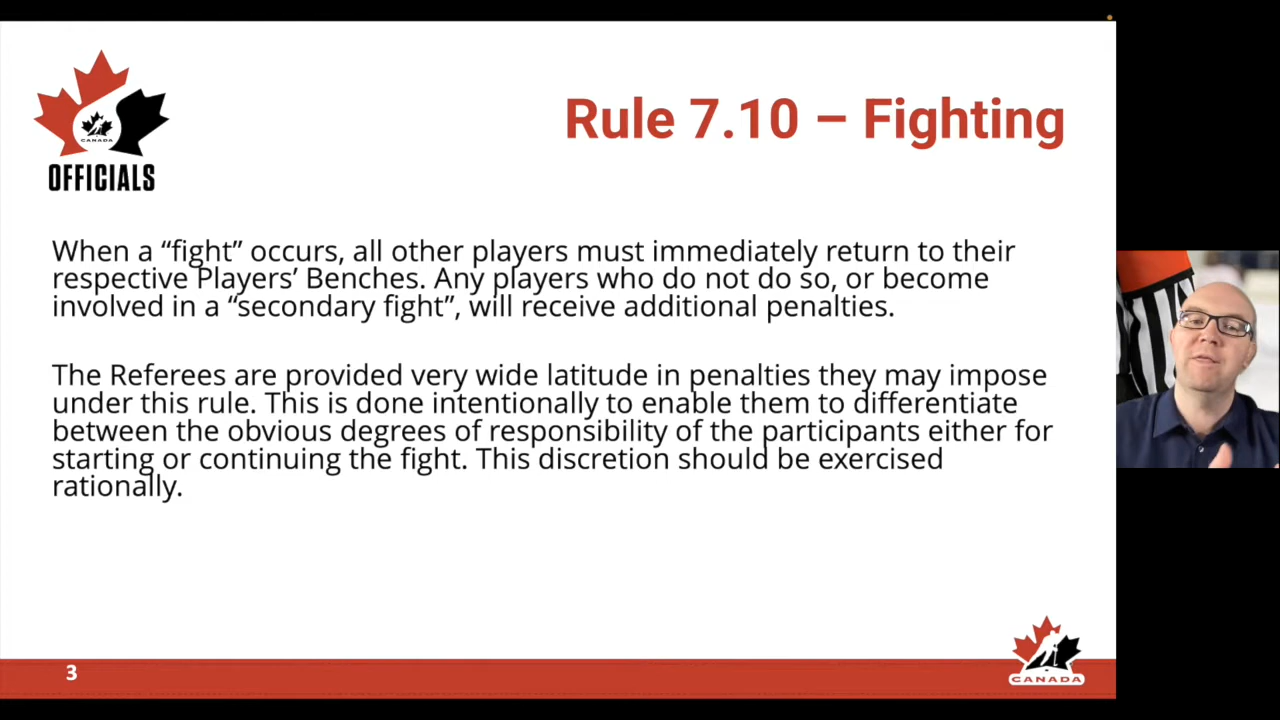 CANADA
OFFICIALS
Rule 7.10 – Fighting
When a “fight” occurs, all other players must immediately return to their
respective Players’ Benches. Any players who do not do so, or become
involved in a “secondary fight”, will receive additional penalties.
The Referees are provided very wide latitude in penalties they may impose
under this rule. This is done intentionally to enable them to differentiate
between the obvious degrees of responsibility of the participants either for
starting or continuing the fight. This discretion should be exercised
rationally.
3
CANADA